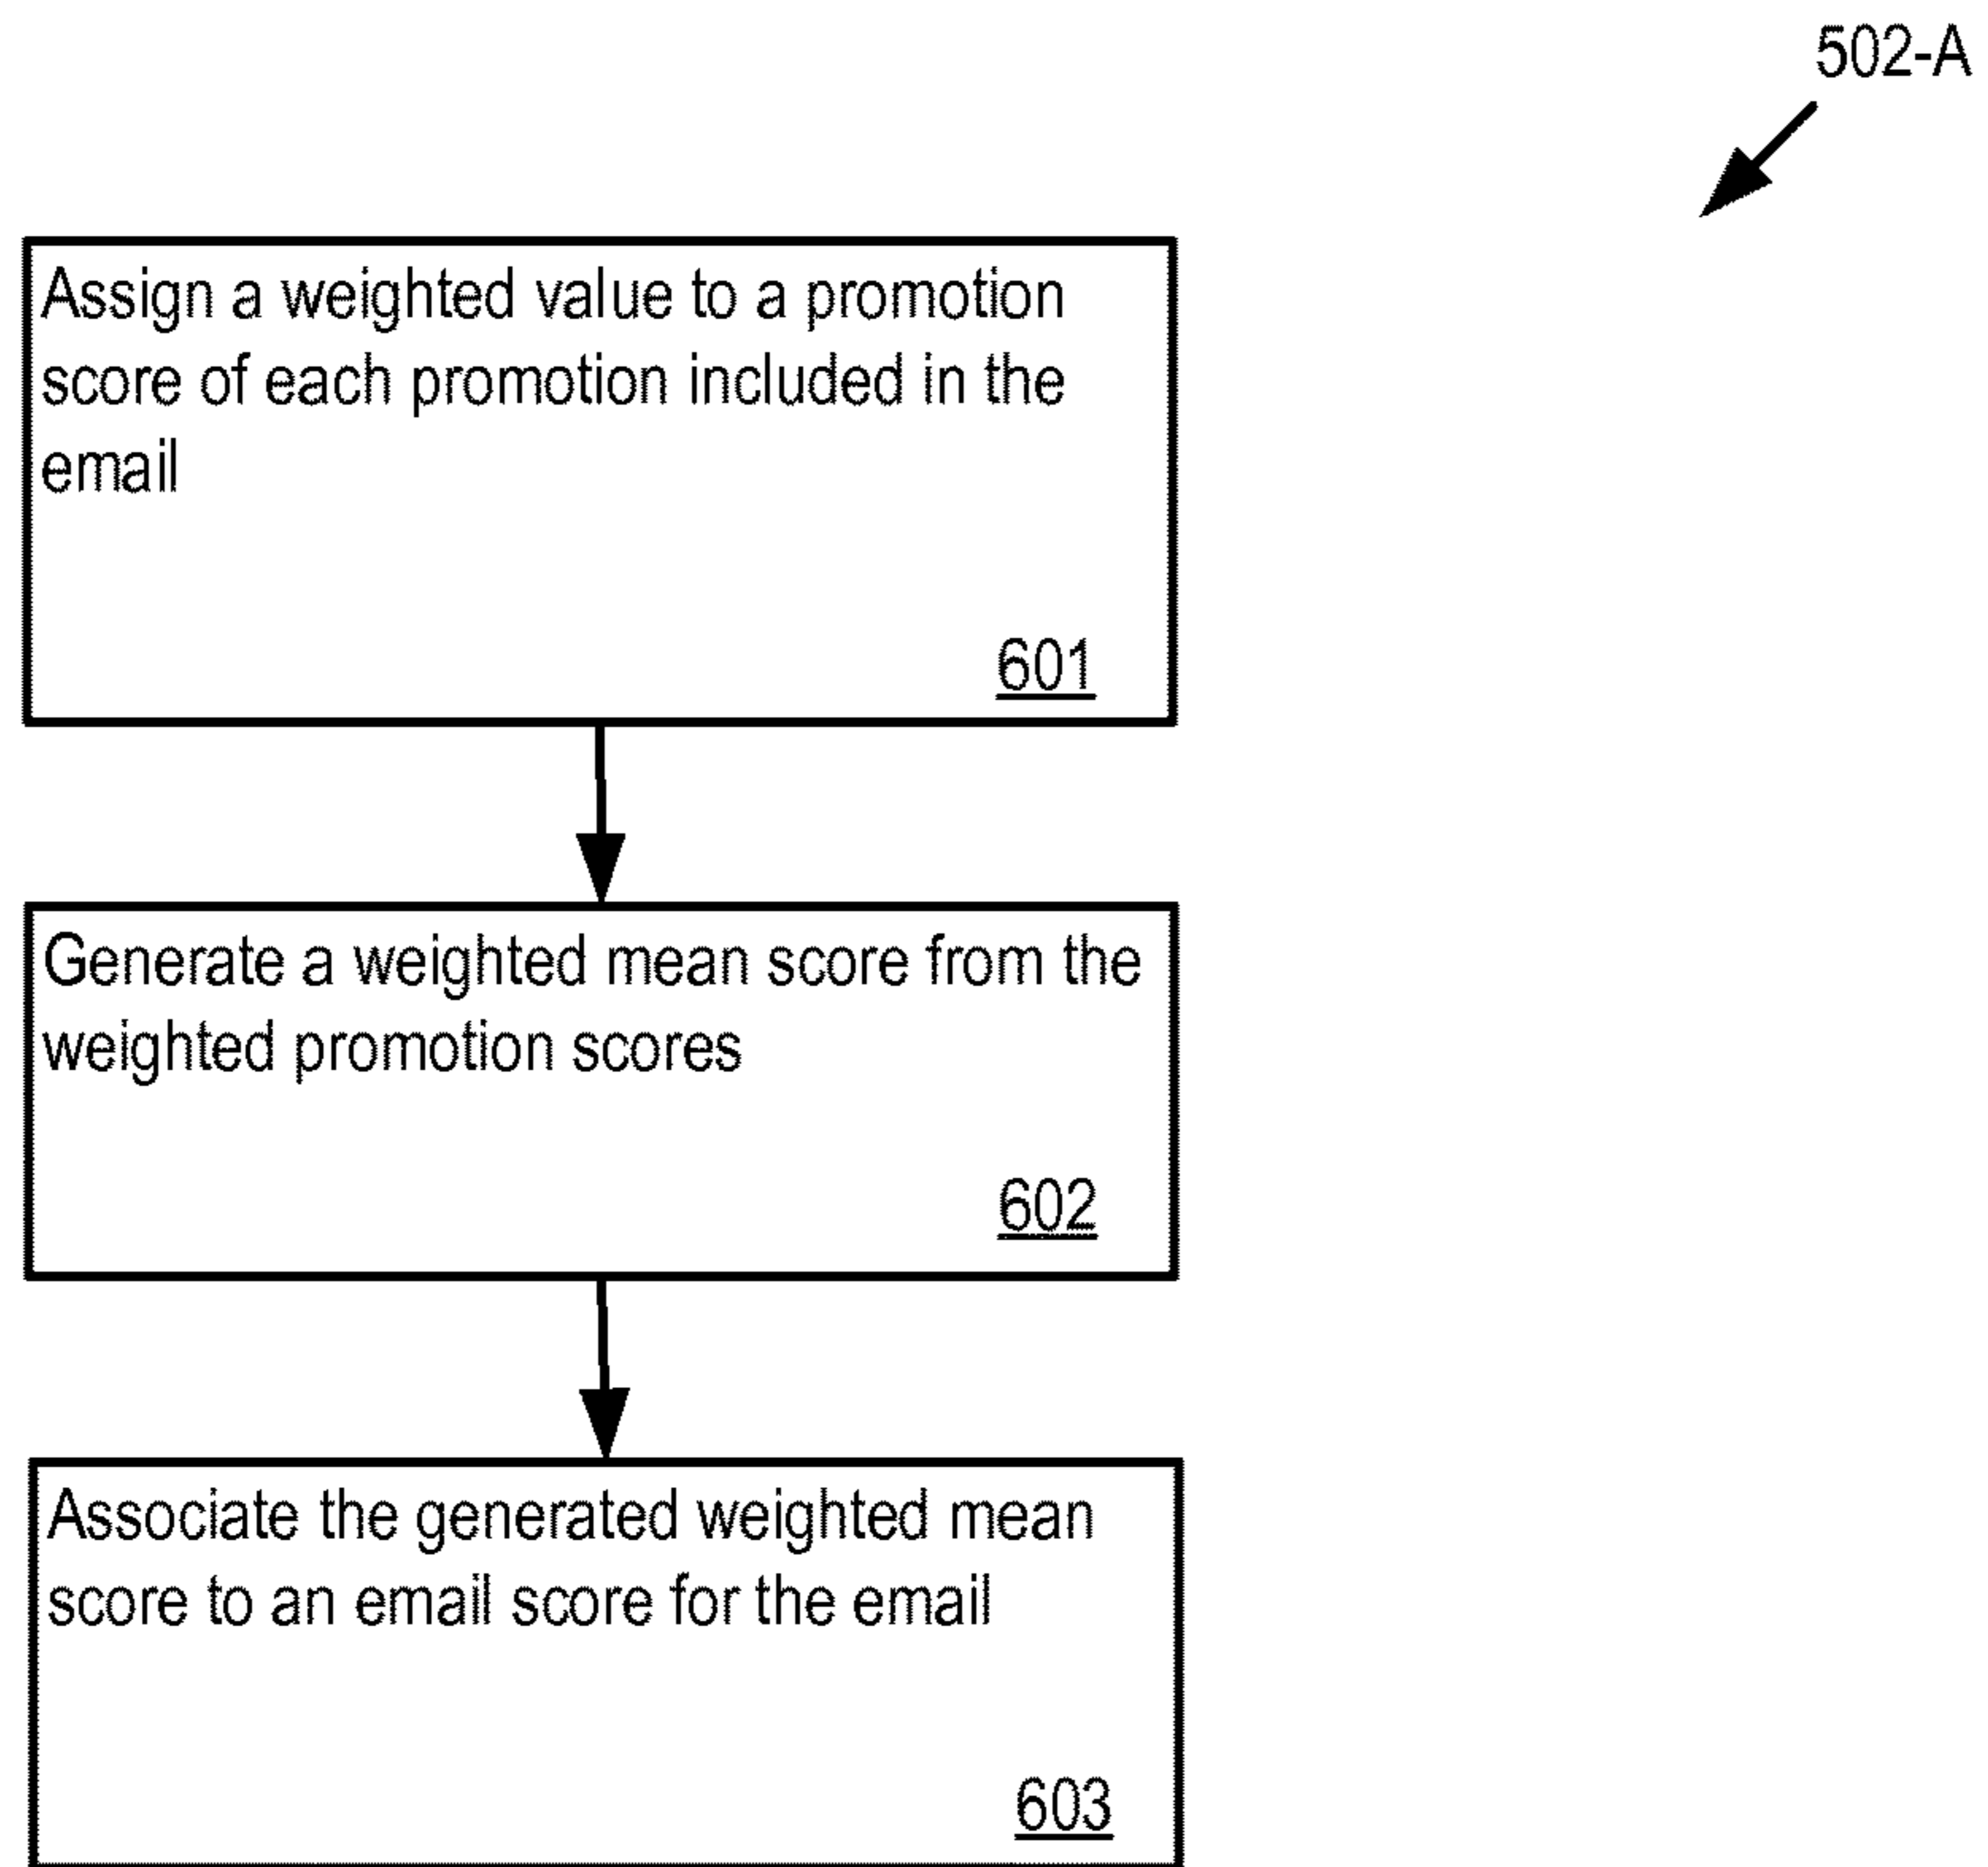 502-A
Assign a weighted value to a promotion
score of each promotion included in the
email
601
Generate a weighted mean score from the
weighted promotion scores
602
Associate the generated weighted mean
score to an email score for the email
603